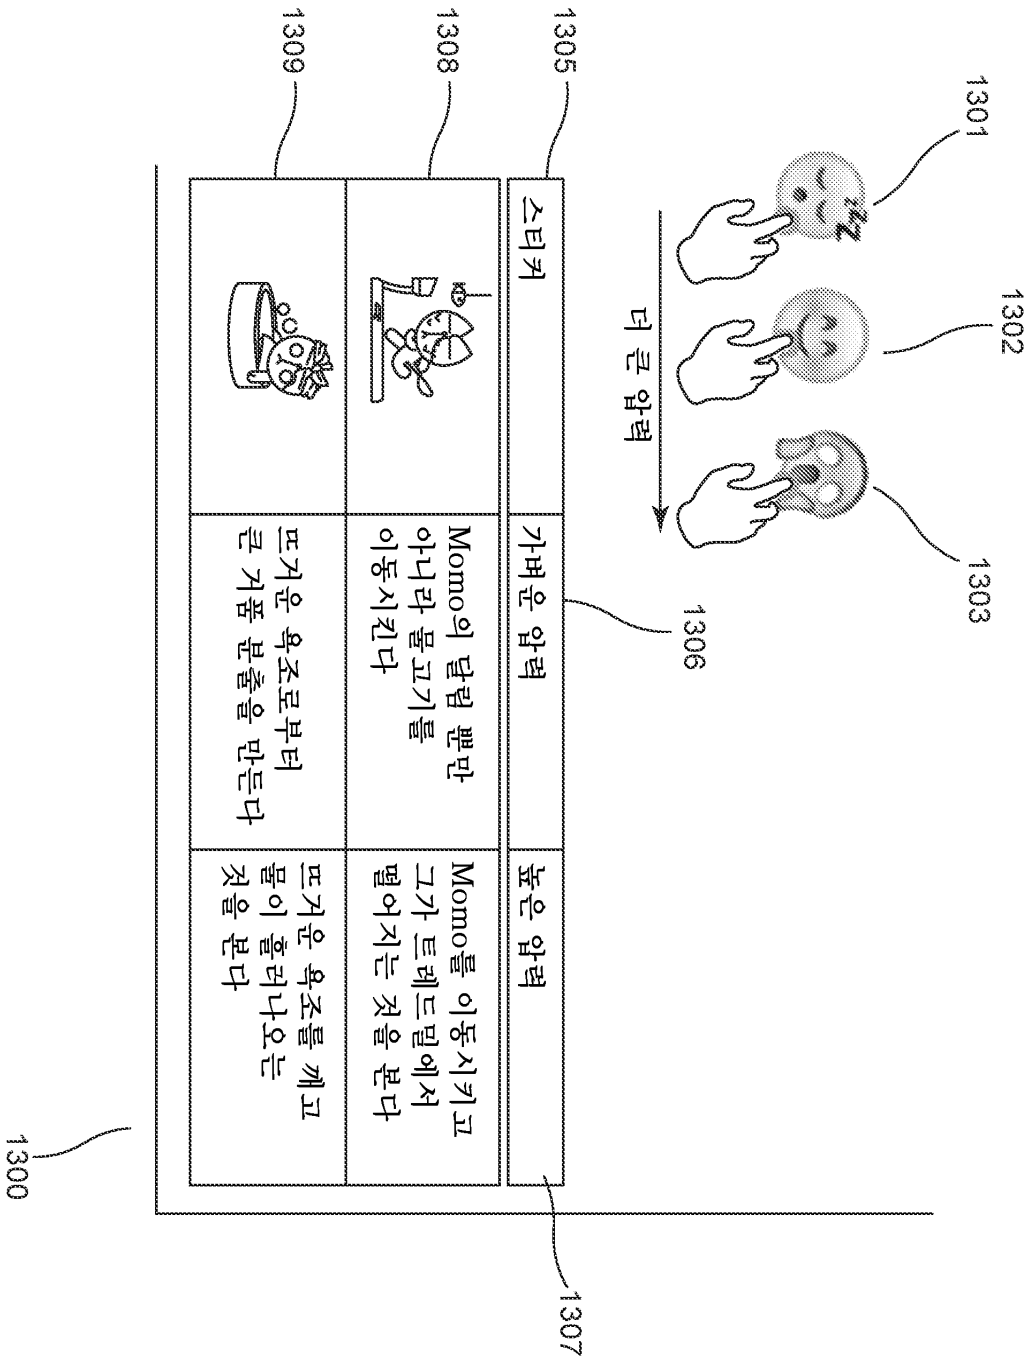 1301
1302
1303
zzz
더 큰 압력
1306
1305
1307
스티커
가벼운 압력
높은 압력
1308
Momo의 달림 뿐만
아니라 물고기를
이동시킨다
Momo를 이동시키고
그가 트레드밀에서
떨어지는 것을 본다
1309
뜨거운 욕조로부터
큰 거품 분출을 만든다
뜨거운 욕조를 깨고
물이 흘러나오는
것을 본다
1300